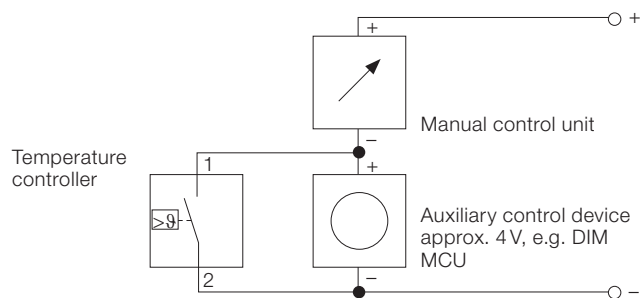 +
+
Manual control unit
−
Temperature
controller
1
+
>ϑ
Auxiliary control device
approx. 4 V, e.g. DIM
MCU
2
−
−